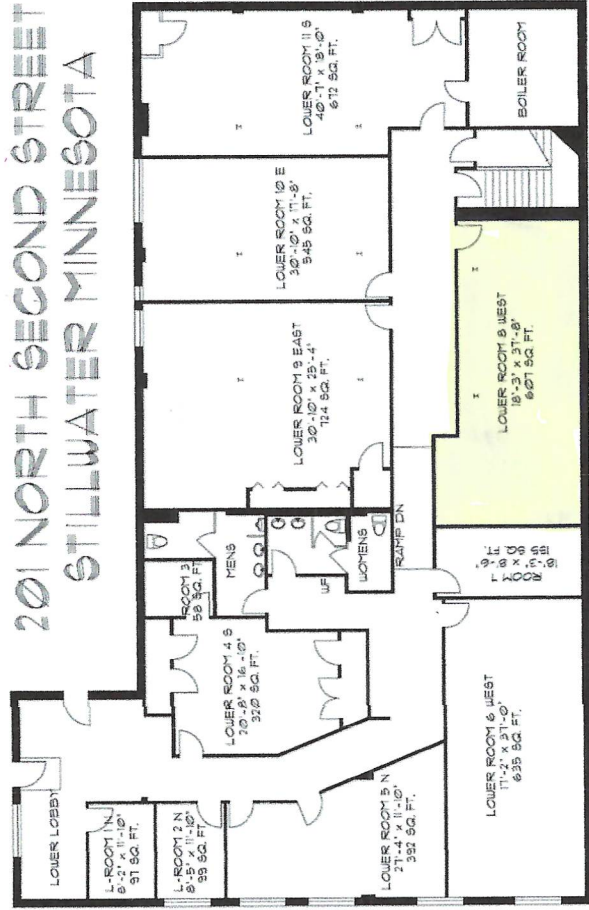 201 NORTH SECOND STREET
STILLWATER MINNESOTA
LOWER LOBBY
L-ROOM 1 N
8'-2" x 11'-10"
97 SQ. FT.
L-ROOM 2 N
8'-5" x 11'-10"
99 SQ. FT.
ROOM 3
58 SQ. FT.
LOWER ROOM 4 S
20'-8" x 16'-10"
320 SQ. FT.
LOWER ROOM 5 N
27'-4" x 11'-10"
392 SQ. FT.
LOWER ROOM 6 WEST
17'-2" x 37'-0"
635 SQ. FT.
ROOM 7
18'-3" x 8'-6"
155 SQ. FT.
LOWER ROOM 8 WEST
18'-3" x 37'-8"
607 SQ. FT.
MENS
WOMENS
RAMP DN
LOWER ROOM 9 EAST
30'-10" x 25'-4"
724 SQ. FT.
LOWER ROOM 10 E
30'-10" x 17'-8"
545 SQ. FT.
LOWER ROOM 11 S
40'-7" x 18'-0"
672 SQ. FT.
BOILER ROOM